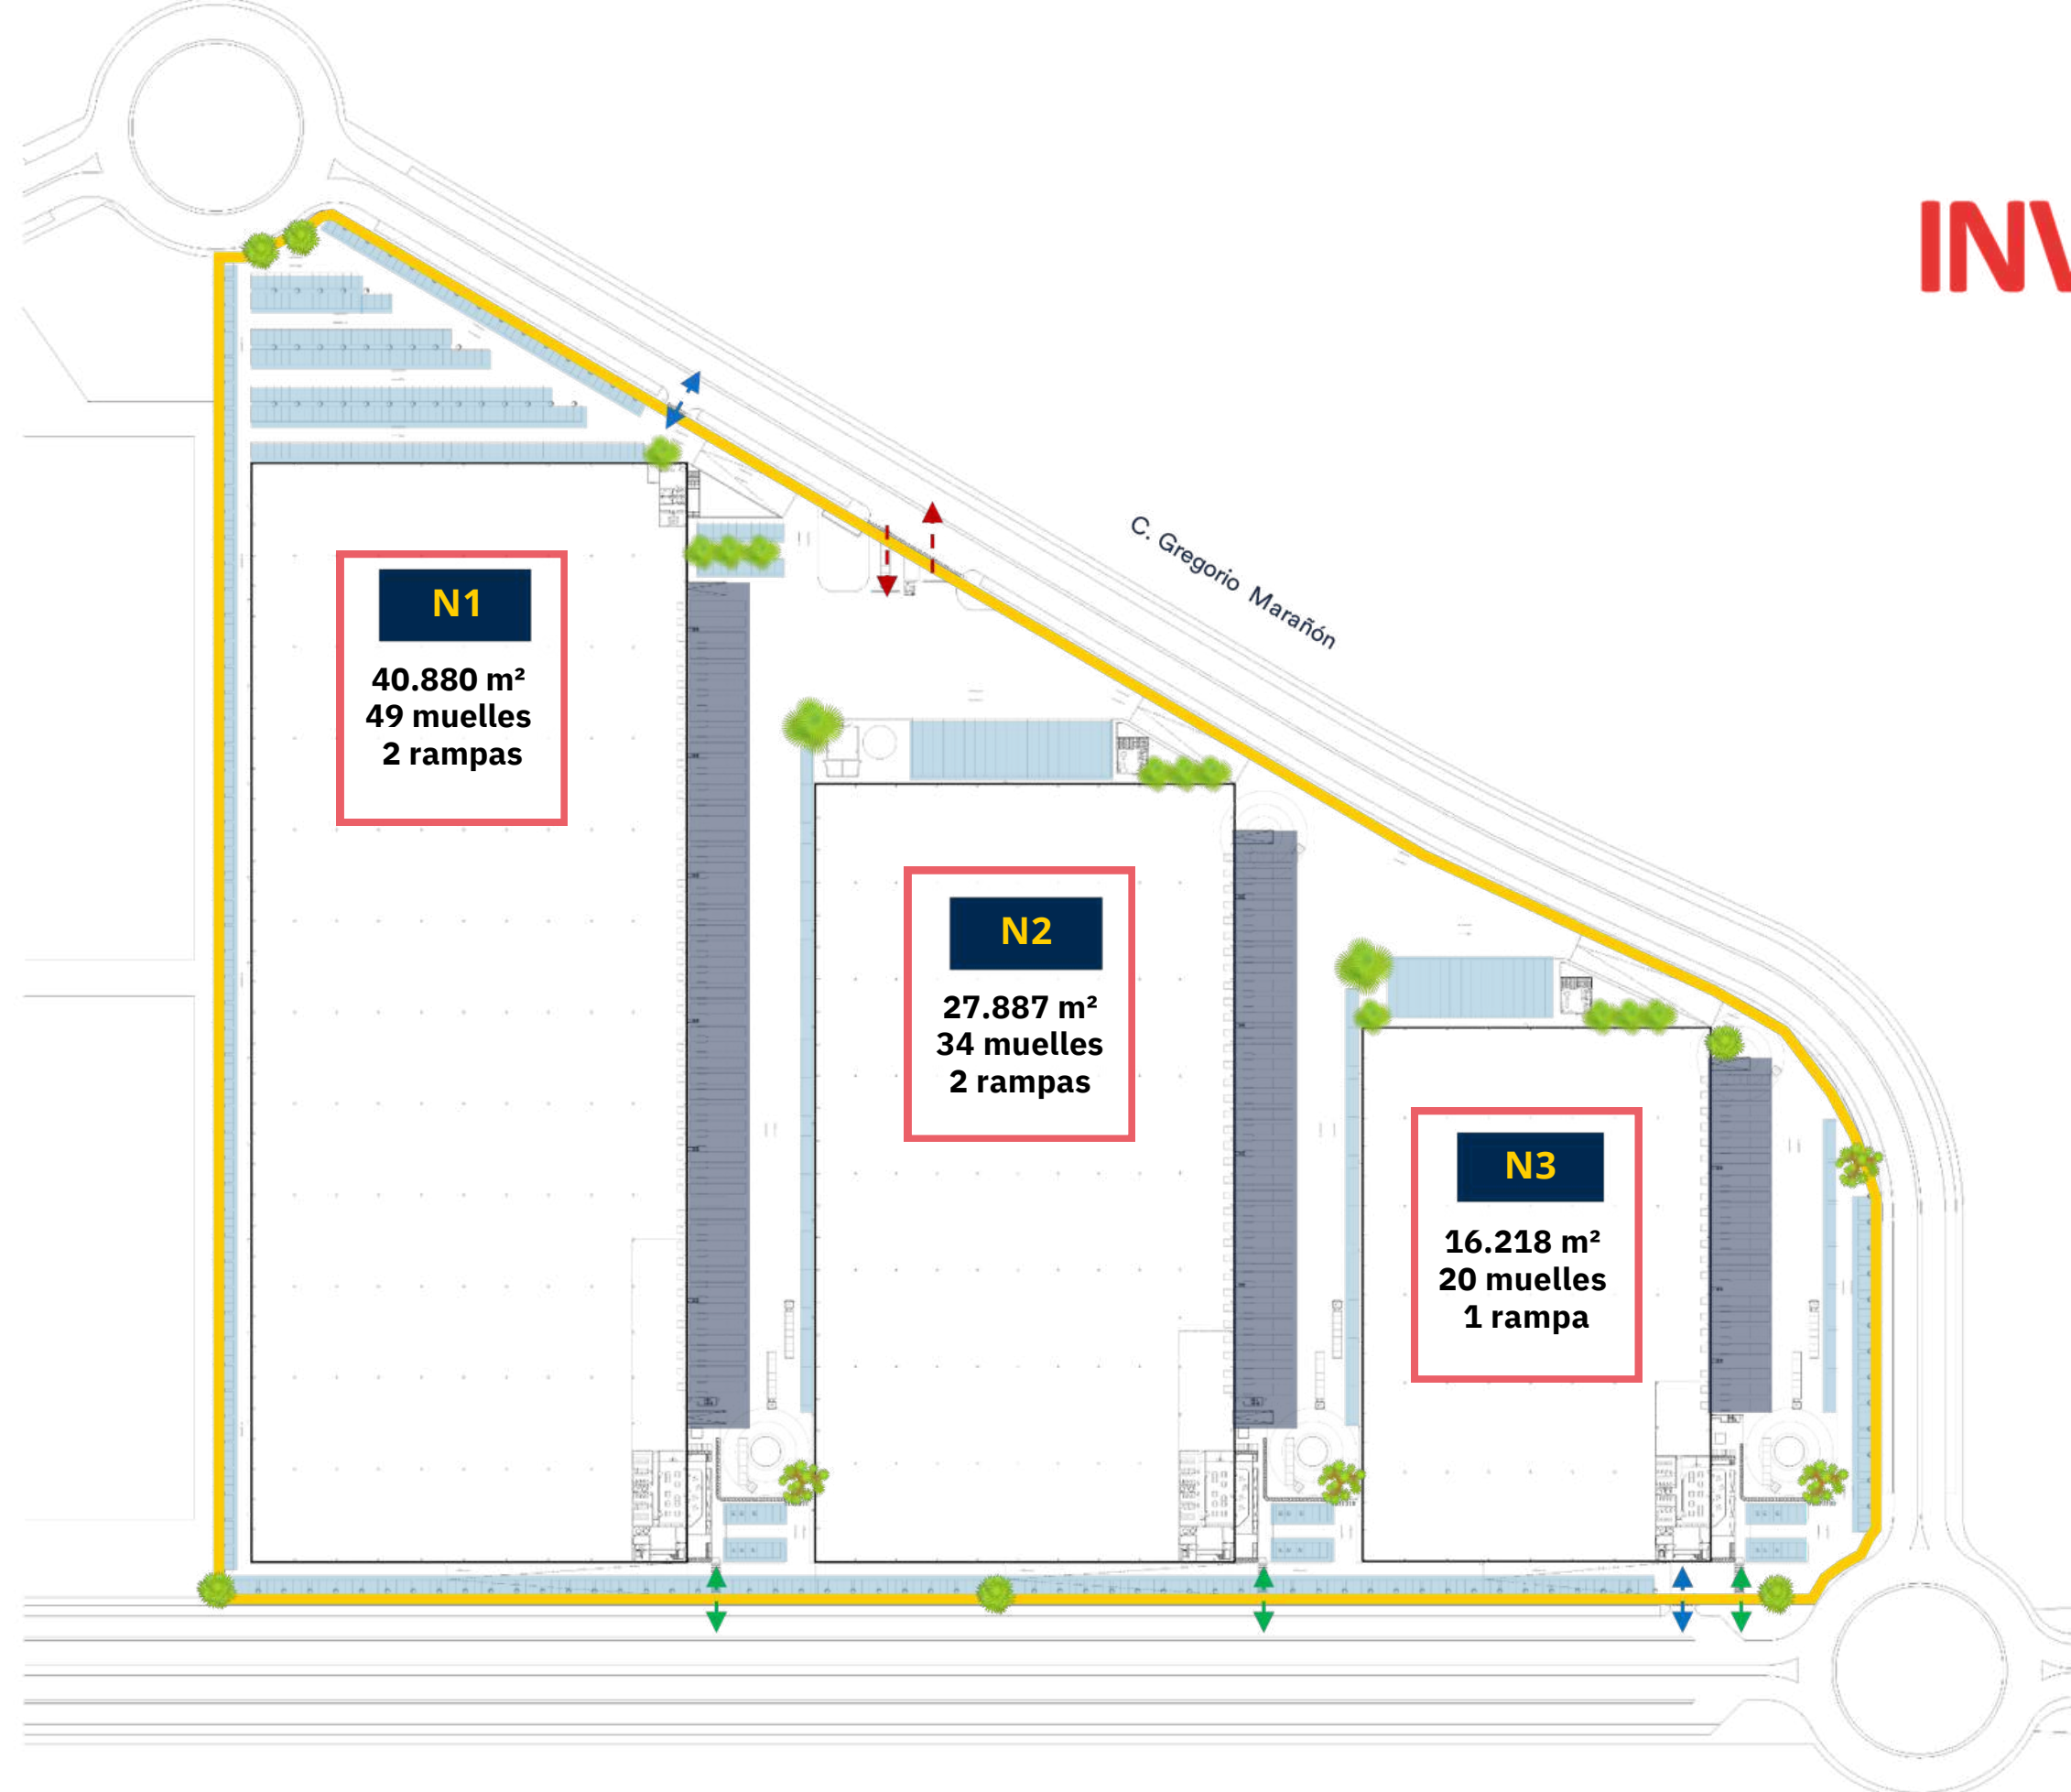 INV
C. Gregorio Marañón
N1
40.880 m²
49 muelles
2 rampas
N2
27.887 m²
34 muelles
2 rampas
N3
16.218 m²
20 muelles
1 rampa